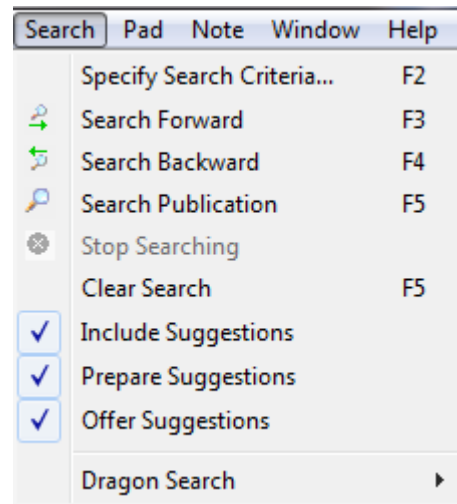 Search Pad Note Window Help
Specify Search Criteria... F2
Search Forward F3
Search Backward F4
Search Publication F5
Stop Searching
Clear Search F5
Include Suggestions
Prepare Suggestions
Offer Suggestions
Dragon Search